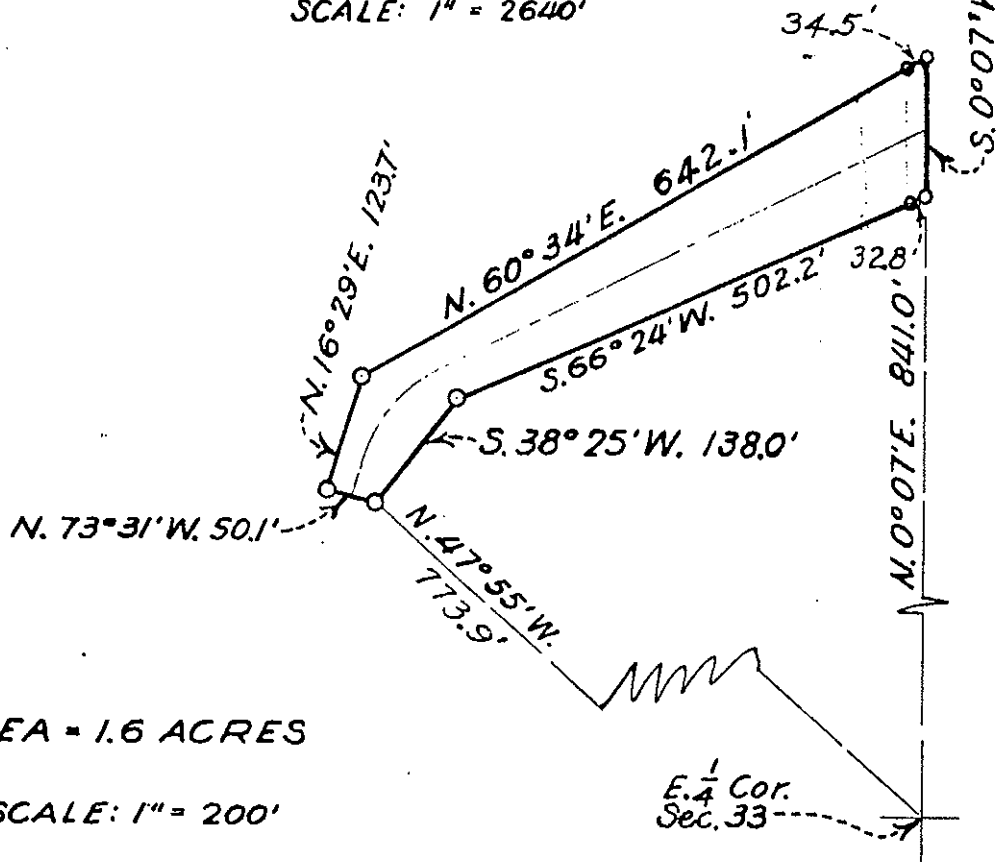 SCALE: 1" = 2640'
34.5'
S. 0°07'
N. 16°29'E. 123.7'
N. 60°34'E. 642.1'
32.8'
S. 66°24'W. 502.2'
N. 0°07'E. 841.0'
S. 38°25'W. 138.0'
N. 73°31'W. 50.1'
N. 47°55'W.
773.9'
EA = 1.6 ACRES
SCALE: 1" = 200'
E. 1/4 Cor.
Sec. 33